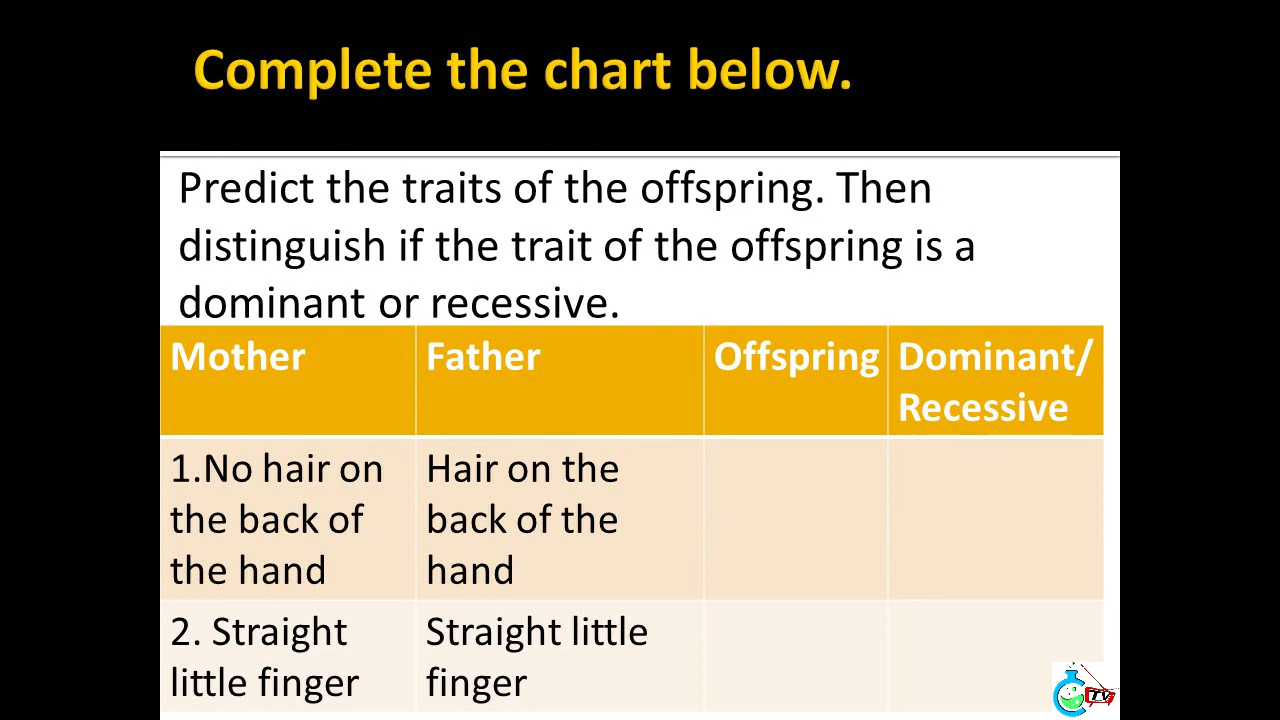 Complete the chart below.
Predict the traits of the offspring. Then
distinguish if the trait of the offspring is a
dominant or recessive.
Mother
Father
Offspring
Dominant/
Recessive
1.No hair on
the back of
the hand
Hair on the
back of the
hand
2. Straight
little finger
Straight little
finger
TV